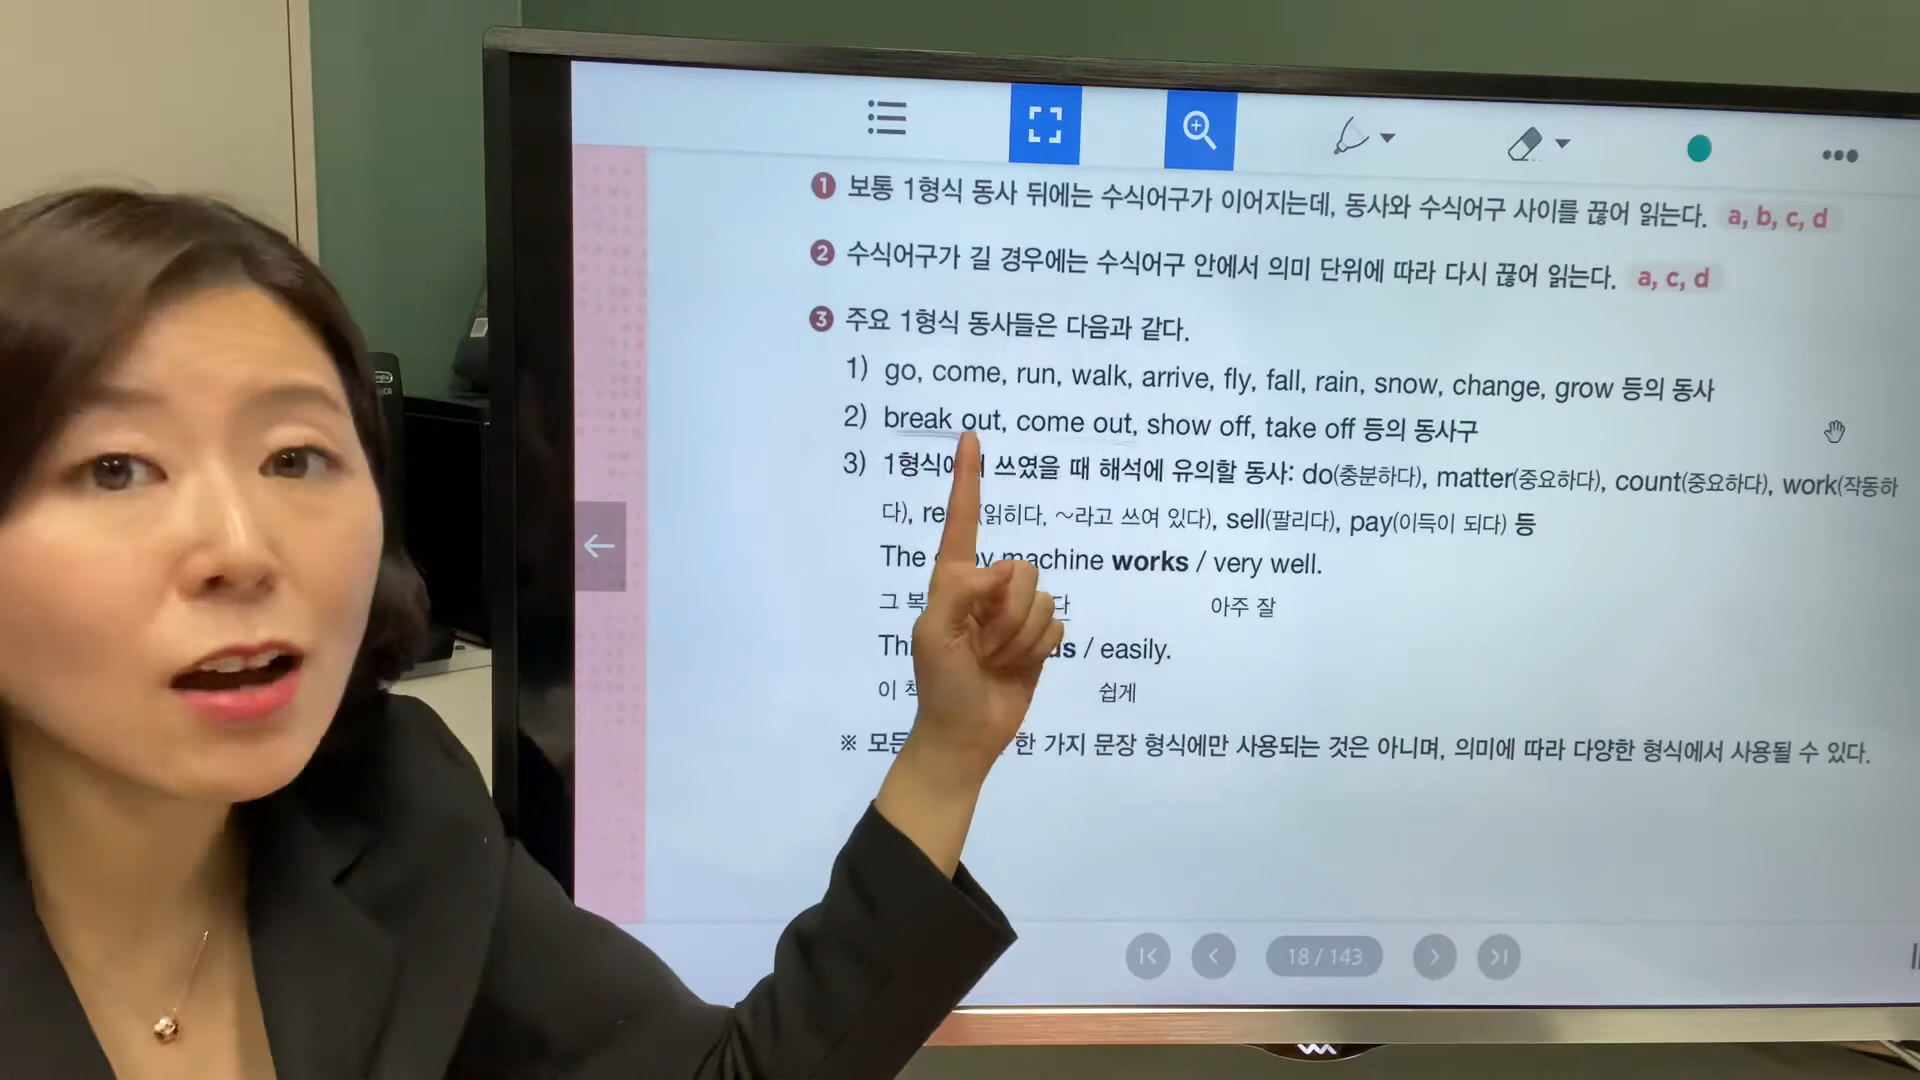 1 보통 1형식 동사 뒤에는 수식어구가 이어지는데, 동사와 수식어구 사이를 끊어 읽는다. a, b, c, d
2 수식어구가 길 경우에는 수식어구 안에서 의미 단위에 따라 다시 끊어 읽는다. a, c, d
3 주요 1형식 동사들은 다음과 같다.
1) go, come, run, walk, arrive, fly, fall, rain, snow, change, grow 등의 동사
2) break out, come out, show off, take off 등의 동사구
3) 1형식 쓰였을 때 해석에 유의할 동사: do(충분하다), matter(중요하다), count(중요하다), work(작동하
다), (읽히다, ~라고 쓰여 있다), sell(팔리다), pay(이득이 되다) 등
The machine works / very well.
그 다 아주 잘
/ easily.
이 쉽게
※ 한 가지 문장 형식에만 사용되는 것은 아니며, 의미에 따라 다양한 형식에서 사용될 수 있다.
18 / 143